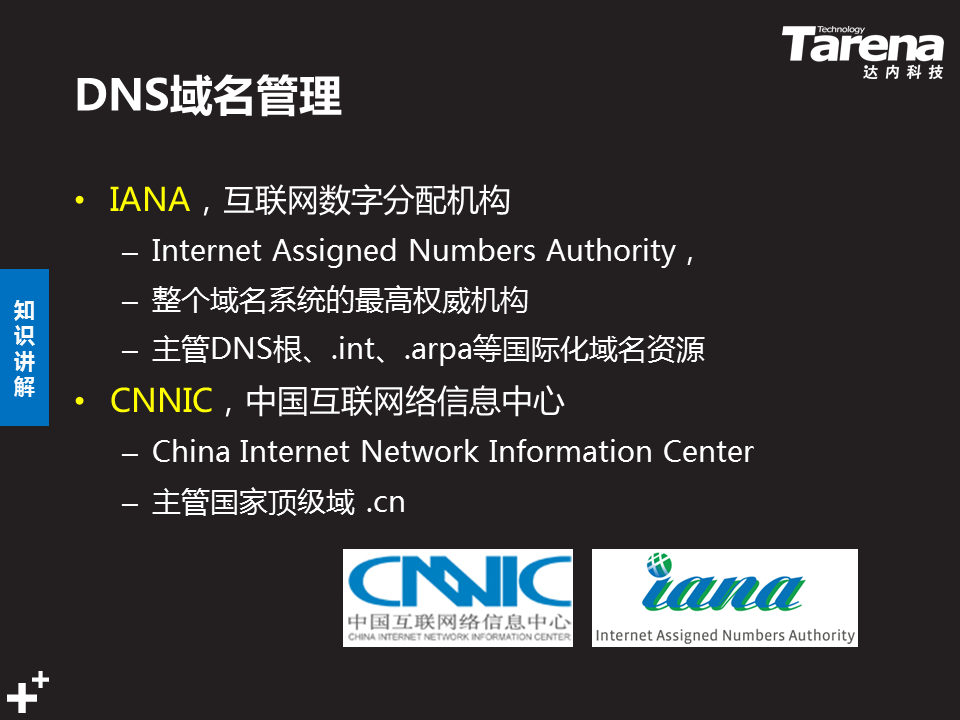 Technology
Tarena
达内科技
DNS域名管理
• IANA，互联网数字分配机构
– Internet Assigned Numbers Authority，
– 整个域名系统的最高权威机构
– 主管DNS根、.int、.arpa等国际化域名资源
• CNNIC，中国互联网络信息中心
– China Internet Network Information Center
– 主管国家顶级域 .cn
知识讲解
CNNIC
中国互联网络信息中心
CHINA INTERNET NETWORK INFORMATION CENTER
iana
Internet Assigned Numbers Authority